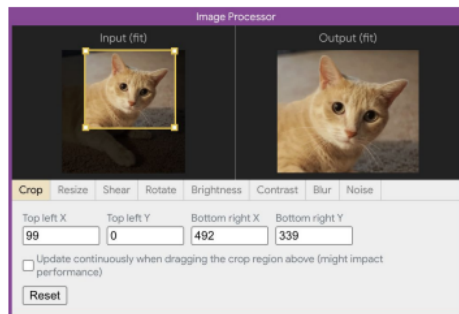 Image Processor
Input (fit)
Output (fit)
Crop Resize Shear Rotate Brightness Contrast Blur Noise
Top left X Top left Y Bottom right X Bottom right Y
99 0 492 339
Update continuously when dragging the crop region above (might impact
performance)
Reset